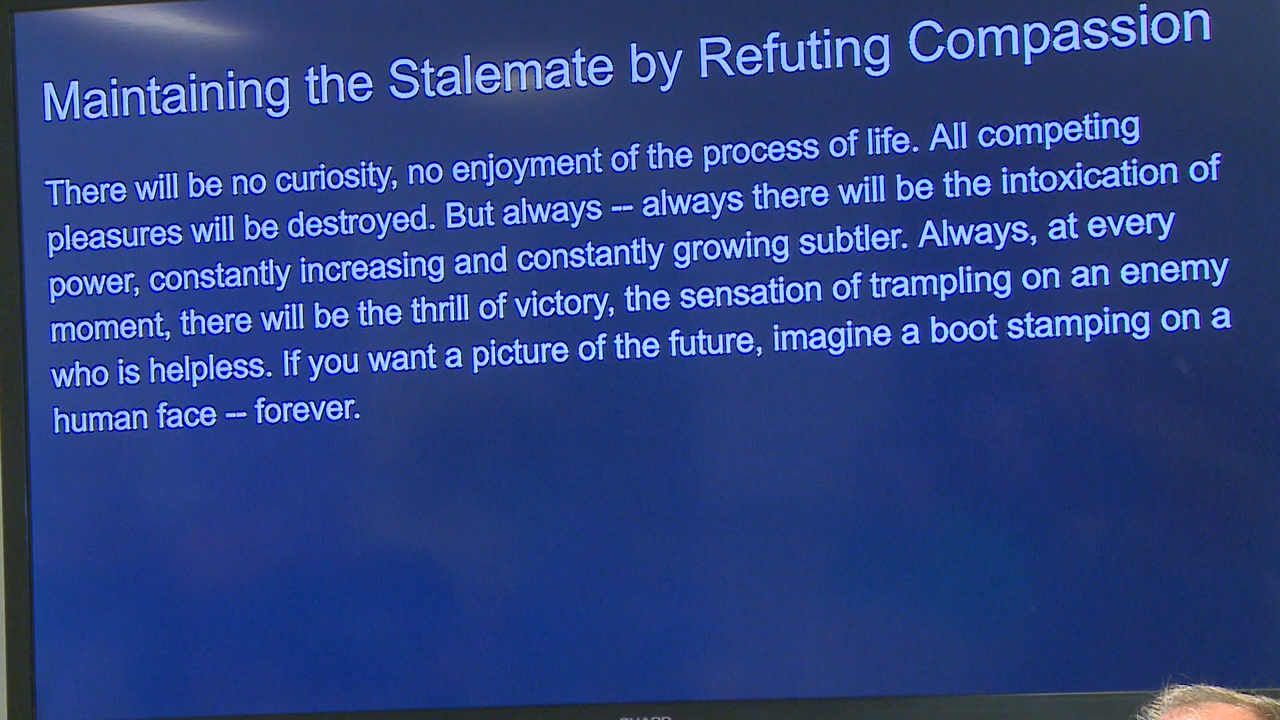 Maintaining the Stalemate by Refuting Compassion
There will be no curiosity, no enjoyment of the process of life. All competing
pleasures will be destroyed. But always -- always there will be the intoxication of
power, constantly increasing and constantly growing subtler. Always, at every
moment, there will be the thrill of victory, the sensation of trampling on an enemy
who is helpless. If you want a picture of the future, imagine a boot stamping on a
human face -- forever.